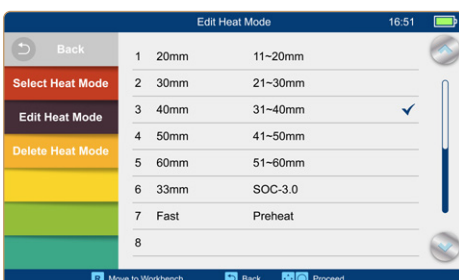 Edit Heat Mode 16:51
Back
Select Heat Mode
Edit Heat Mode
Delete Heat Mode
1 20mm 11~20mm
2 30mm 21~30mm
3 40mm 31~40mm
4 50mm 41~50mm
5 60mm 51~60mm
6 33mm SOC-3.0
7 Fast Preheat
8
R Move to Workbench Back Proceed